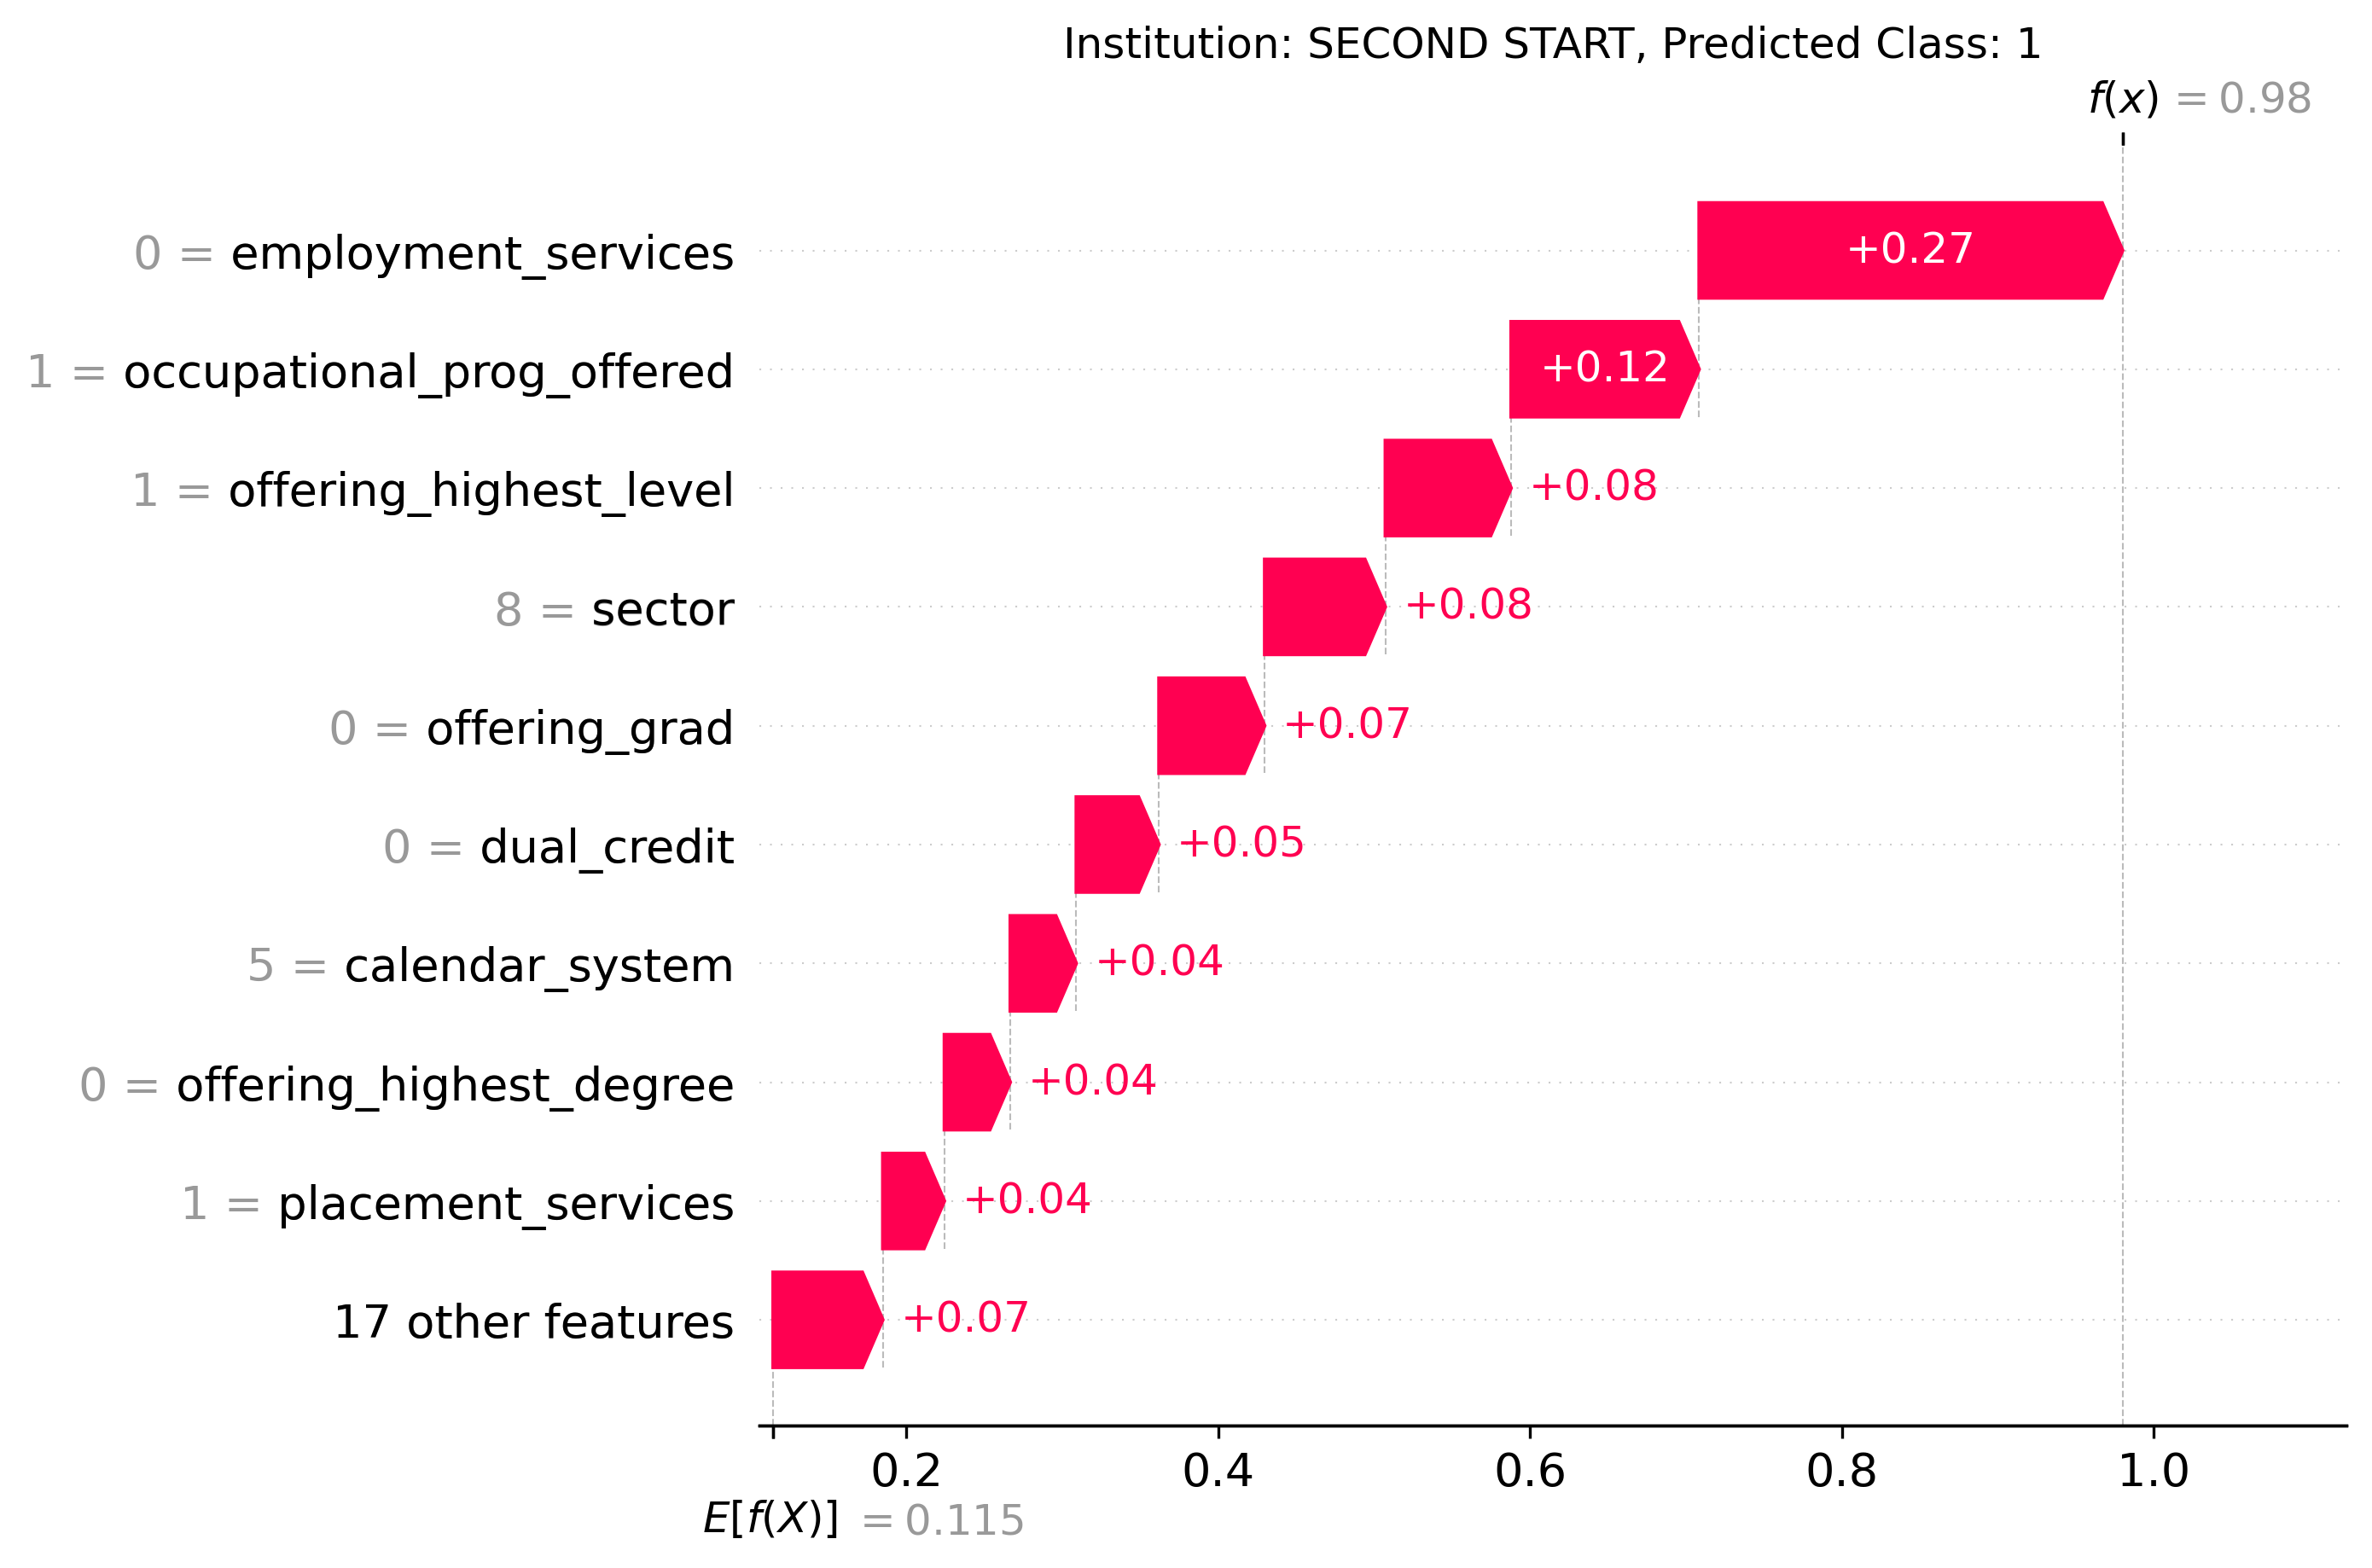 Institution: SECOND START, Predicted Class: 1
f(x) = 0.98
0 = employment_services +0.27
1 = occupational_prog_offered +0.12
1 = offering_highest_level +0.08
8 = sector +0.08
0 = offering_grad +0.07
0 = dual_credit +0.05
5 = calendar_system +0.04
0 = offering_highest_degree +0.04
1 = placement_services +0.04
17 other features +0.07
0.2 0.4 0.6 0.8 1.0
E[f(X)] = 0.115